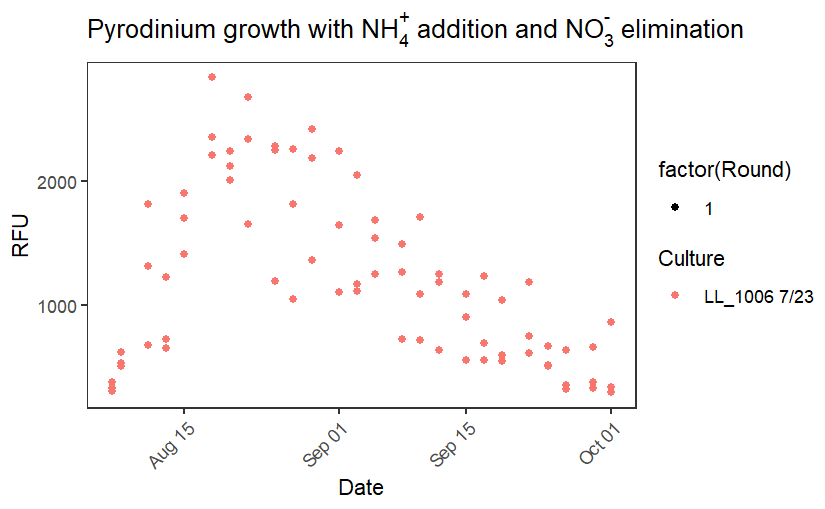 Pyrodinium growth with NH₄⁺ addition and NO₃⁻ elimination
RFU
2000
1000
Aug 15
Sep 01
Sep 15
Oct 01
Date
factor(Round)
1
Culture
LL_1006 7/23